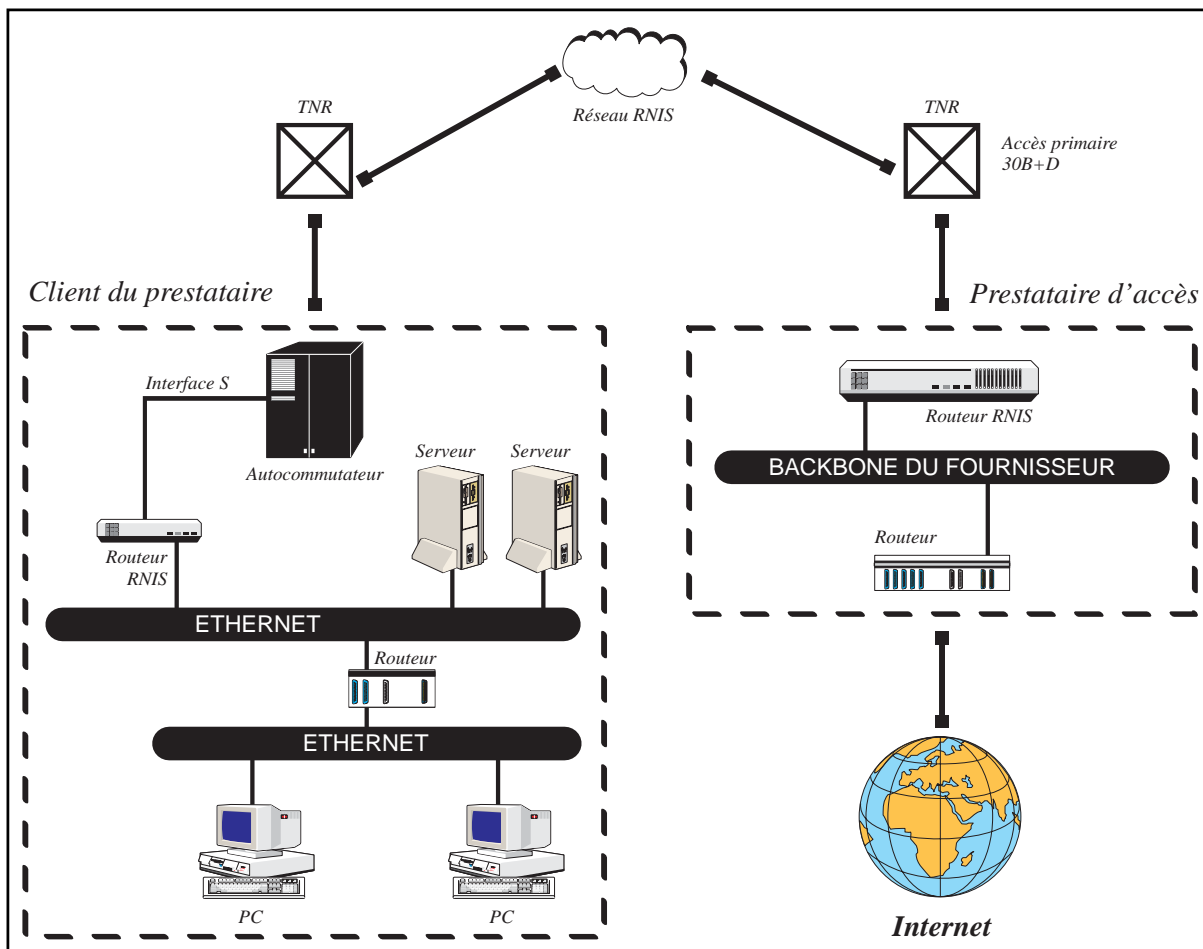 TNR
Réseau RNIS
TNR
Accès primaire
30B+D
Client du prestataire
Prestataire d’accès
Interface S
Autocommutateur
Serveur
Serveur
Routeur
RNIS
ETHERNET
Routeur
ETHERNET
PC
PC
Routeur RNIS
BACKBONE DU FOURNISSEUR
Routeur
Internet